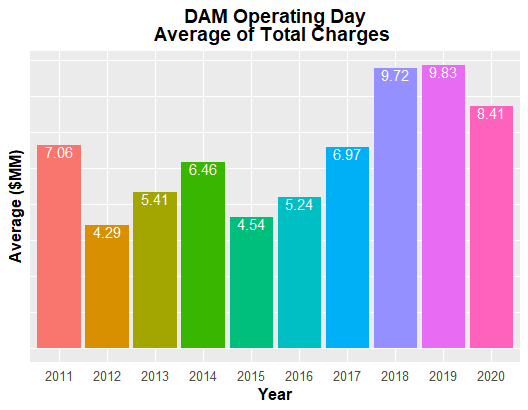 DAM Operating Day
Average of Total Charges
Average ($MM)
7.06
4.29
5.41
6.46
4.54
5.24
6.97
9.72
9.83
8.41
2011 2012 2013 2014 2015 2016 2017 2018 2019 2020
Year